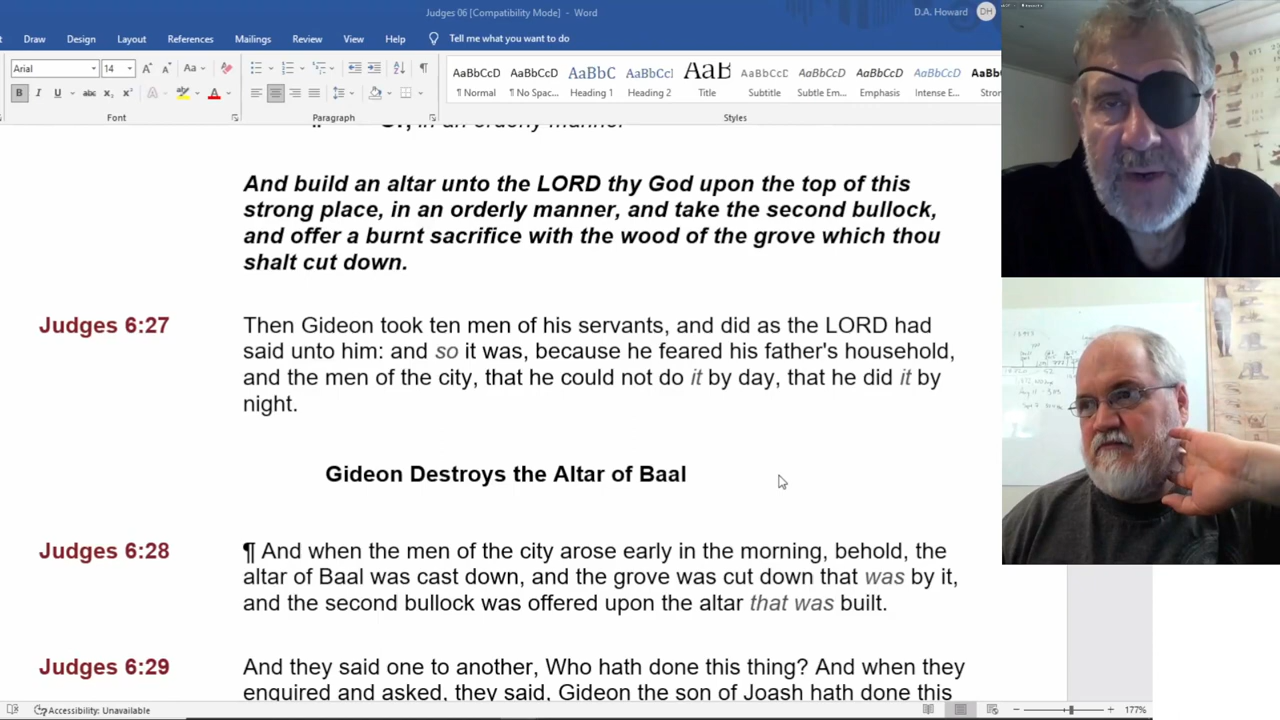 Judges 06 [Compatibility Mode] - Word
D.A. Howard
DH
Draw Design Layout References Mailings Review View Help Tell me what you want to do
Arial 14
Aa
B I U abc x₂ x² A A
AaBbCcD AaBbCcD AaBbC AaBbCcl AaB AaBbCcD AaBbCcD AaBbCcD AaBbCcD
¶ Normal ¶ No Spac... Heading 1 Heading 2 Title Subtitle Subtle Em... Emphasis Intense E...
Font Paragraph Styles
in an orderly manner
And build an altar unto the LORD thy God upon the top of this
strong place, in an orderly manner, and take the second bullock,
and offer a burnt sacrifice with the wood of the grove which thou
shalt cut down.
Judges 6:27 Then Gideon took ten men of his servants, and did as the LORD had
said unto him: and so it was, because he feared his father's household,
and the men of the city, that he could not do it by day, that he did it by
night.
Gideon Destroys the Altar of Baal
Judges 6:28 ¶ And when the men of the city arose early in the morning, behold, the
altar of Baal was cast down, and the grove was cut down that was by it,
and the second bullock was offered upon the altar that was built.
Judges 6:29 And they said one to another, Who hath done this thing? And when they
enquired and asked, they said, Gideon the son of Joash hath done this
Accessibility: Unavailable
177%